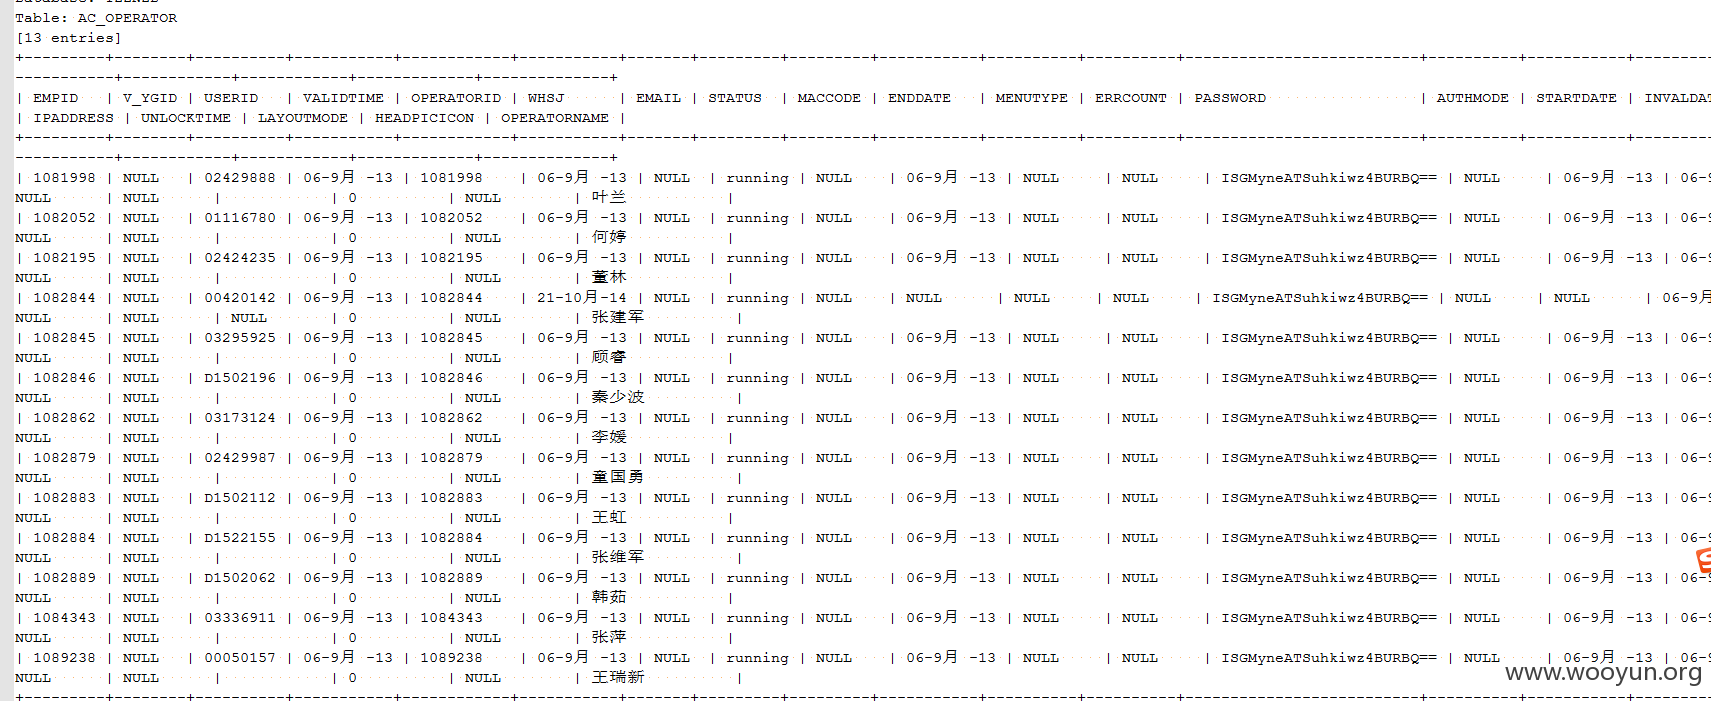 Table: AC_OPERATOR
[13 entries]
| EMPID | V_YGID | USERID | VALIDTIME | OPERATORID | WHSJ | EMAIL | STATUS | MACCODE | ENDDATE | MENUTYPE | ERRCOUNT | PASSWORD | AUTHMODE | STARTDATE | INVALDA
| IPADDRESS | UNLOCKTIME | LAYOUTMODE | HEADPICICON | OPERATORNAME |
| 1081998 | NULL | 02429888 | 06-9月 -13 | 1081998 | 06-9月 -13 | NULL | running | NULL | 06-9月 -13 | NULL | NULL | ISGMyneATSuhkiwz4BURBQ== | NULL | 06-9月 -13 | 06-9
NULL | NULL | | 0 | NULL | 叶兰 |
| 1082052 | NULL | 01116780 | 06-9月 -13 | 1082052 | 06-9月 -13 | NULL | running | NULL | 06-9月 -13 | NULL | NULL | ISGMyneATSuhkiwz4BURBQ== | NULL | 06-9月 -13 | 06-9
NULL | NULL | | 0 | NULL | 何婷 |
| 1082195 | NULL | 02424235 | 06-9月 -13 | 1082195 | 06-9月 -13 | NULL | running | NULL | 06-9月 -13 | NULL | NULL | ISGMyneATSuhkiwz4BURBQ== | NULL | 06-9月 -13 | 06-9
NULL | NULL | | 0 | NULL | 董林 |
| 1082844 | NULL | 00420142 | 06-9月 -13 | 1082844 | 21-10月-14 | NULL | running | NULL | NULL | NULL | NULL | ISGMyneATSuhkiwz4BURBQ== | NULL | NULL | 06-9月
NULL | NULL | NULL | 0 | NULL | 张建军 |
| 1082845 | NULL | 03295925 | 06-9月 -13 | 1082845 | 06-9月 -13 | NULL | running | NULL | 06-9月 -13 | NULL | NULL | ISGMyneATSuhkiwz4BURBQ== | NULL | 06-9月 -13 | 06-9
NULL | NULL | | 0 | NULL | 顾睿 |
| 1082846 | NULL | D1502196 | 06-9月 -13 | 1082846 | 06-9月 -13 | NULL | running | NULL | 06-9月 -13 | NULL | NULL | ISGMyneATSuhkiwz4BURBQ== | NULL | 06-9月 -13 | 06-9
NULL | NULL | | 0 | NULL | 秦少波 |
| 1082862 | NULL | 03173124 | 06-9月 -13 | 1082862 | 06-9月 -13 | NULL | running | NULL | 06-9月 -13 | NULL | NULL | ISGMyneATSuhkiwz4BURBQ== | NULL | 06-9月 -13 | 06-9
NULL | NULL | | 0 | NULL | 李媛 |
| 1082879 | NULL | 02429987 | 06-9月 -13 | 1082879 | 06-9月 -13 | NULL | running | NULL | 06-9月 -13 | NULL | NULL | ISGMyneATSuhkiwz4BURBQ== | NULL | 06-9月 -13 | 06-9
NULL | NULL | | 0 | NULL | 童国勇 |
| 1082883 | NULL | D1502112 | 06-9月 -13 | 1082883 | 06-9月 -13 | NULL | running | NULL | 06-9月 -13 | NULL | NULL | ISGMyneATSuhkiwz4BURBQ== | NULL | 06-9月 -13 | 06-9
NULL | NULL | | 0 | NULL | 王虹 |
| 1082884 | NULL | D1522155 | 06-9月 -13 | 1082884 | 06-9月 -13 | NULL | running | NULL | 06-9月 -13 | NULL | NULL | ISGMyneATSuhkiwz4BURBQ== | NULL | 06-9月 -13 | 06-9
NULL | NULL | | 0 | NULL | 张维军 |
| 1082889 | NULL | D1502062 | 06-9月 -13 | 1082889 | 06-9月 -13 | NULL | running | NULL | 06-9月 -13 | NULL | NULL | ISGMyneATSuhkiwz4BURBQ== | NULL | 06-9月 -13 | 06-9
NULL | NULL | | 0 | NULL | 韩茹 |
| 1084343 | NULL | 03336911 | 06-9月 -13 | 1084343 | 06-9月 -13 | NULL | running | NULL | 06-9月 -13 | NULL | NULL | ISGMyneATSuhkiwz4BURBQ== | NULL | 06-9月 -13 | 06-9
NULL | NULL | | 0 | NULL | 张萍 |
| 1089238 | NULL | 00050157 | 06-9月 -13 | 1089238 | 06-9月 -13 | NULL | running | NULL | 06-9月 -13 | NULL | NULL | ISGMyneATSuhkiwz4BURBQ== | NULL | 06-9月 -13 | 06-9
NULL | NULL | | 0 | NULL | 王瑞新 |
www.wooyun.org